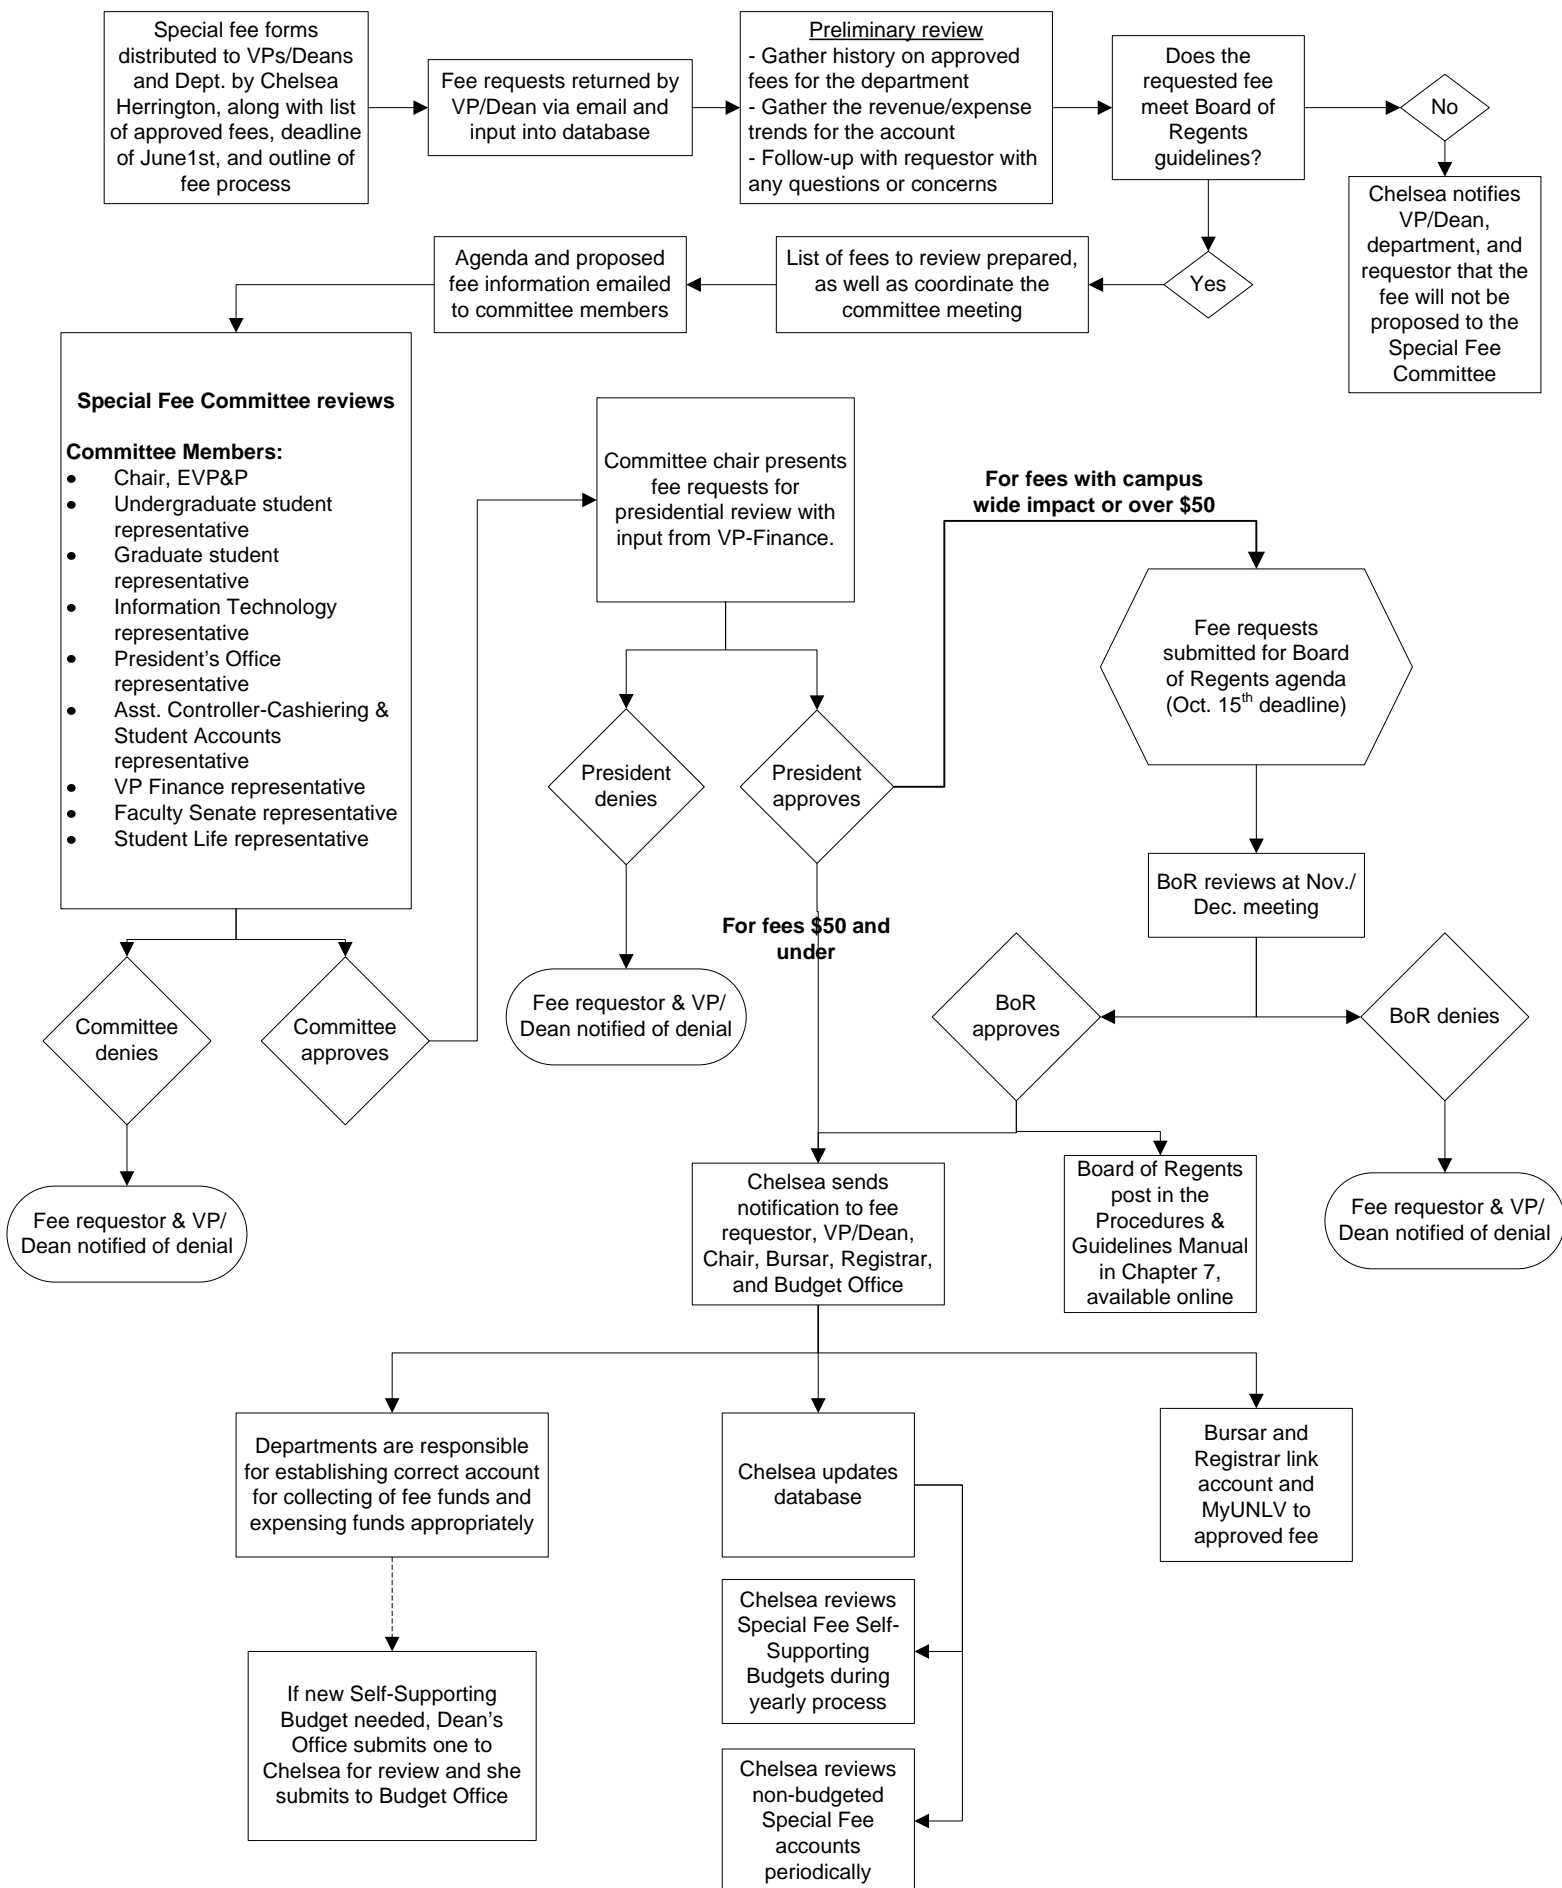 Special fee forms
distributed to VPs/Deans
and Dept. by Chelsea
Herrington, along with list
of approved fees, deadline
of June1st, and outline of
fee process
Fee requests returned by
VP/Dean via email and
input into database
Preliminary review
- Gather history on approved
fees for the department
- Gather the revenue/expense
trends for the account
- Follow-up with requestor with
any questions or concerns
Does the
requested fee
meet Board of
Regents
guidelines?
No
Chelsea notifies
VP/Dean,
department, and
requestor that the
fee will not be
proposed to the
Special Fee
Committee
Yes
List of fees to review prepared,
as well as coordinate the
committee meeting
Agenda and proposed
fee information emailed
to committee members
Special Fee Committee reviews
Committee Members:
• Chair, EVP&P
• Undergraduate student
representative
• Graduate student
representative
• Information Technology
representative
• President’s Office
representative
• Asst. Controller-Cashiering &
Student Accounts
representative
• VP Finance representative
• Faculty Senate representative
• Student Life representative
Committee
denies
Committee
approves
Fee requestor & VP/
Dean notified of denial
Committee chair presents
fee requests for
presidential review with
input from VP-Finance.
President
denies
President
approves
Fee requestor & VP/
Dean notified of denial
For fees with campus
wide impact or over $50
Fee requests
submitted for Board
of Regents agenda
(Oct. 15th deadline)
BoR reviews at Nov./
Dec. meeting
For fees $50 and
under
BoR
approves
BoR denies
Chelsea sends
notification to fee
requestor, VP/Dean,
Chair, Bursar, Registrar,
and Budget Office
Board of Regents
post in the
Procedures &
Guidelines Manual
in Chapter 7,
available online
Fee requestor & VP/
Dean notified of denial
Departments are responsible
for establishing correct account
for collecting of fee funds and
expensing funds appropriately
Chelsea updates
database
Bursar and
Registrar link
account and
MyUNLV to
approved fee
If new Self-Supporting
Budget needed, Dean’s
Office submits one to
Chelsea for review and she
submits to Budget Office
Chelsea reviews
Special Fee Self-
Supporting
Budgets during
yearly process
Chelsea reviews
non-budgeted
Special Fee
accounts
periodically